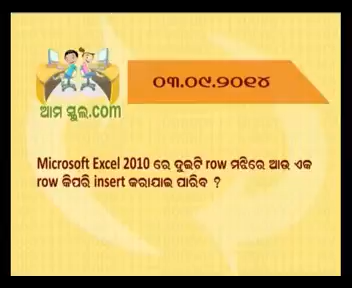 ୦୩.୦୯.୨୦୧୪
ଆମ ସ୍କୁଲ.com
Microsoft Excel 2010 ରେ ଦୁଇଟି row ମଝିରେ ଆଉ ଏକ
row କିପରି insert କରାଯାଇ ପାରିବ ?